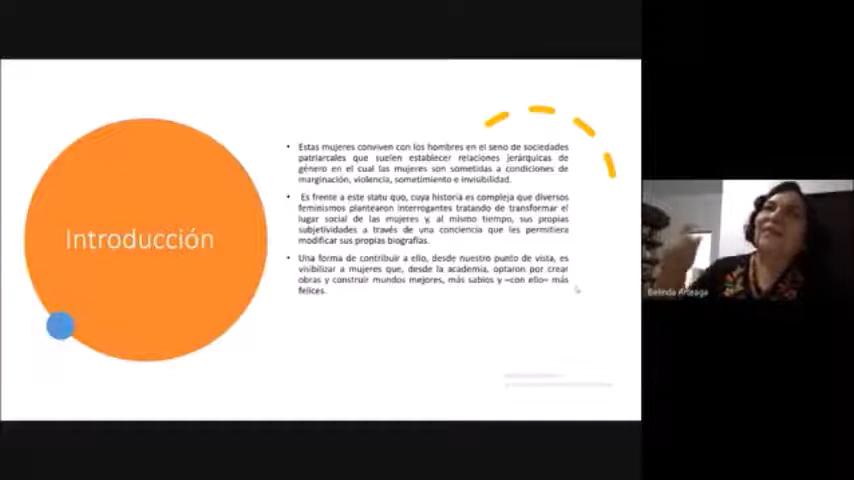 Introducción
• Estas mujeres conviven con los hombres en el seno de sociedades
patriarcales que suelen establecer relaciones jerárquicas de
género en el cual las mujeres son sometidas a condiciones de
marginación, violencia, sometimiento e invisibilidad.
• Es frente a este statu quo, cuya historia es compleja que diversos
feminismos plantearon interrogantes tratando de transformar el
lugar social de las mujeres y, al mismo tiempo, sus propias
subjetividades a través de una conciencia que les permitiera
modificar sus propias biografías.
• Una forma de contribuir a ello, desde nuestro punto de vista, es
visibilizar a mujeres que, desde la academia, optaron por crear
obras y construir mundos mejores, más sabios y –con ello– más
felices.
Belinda Arteaga